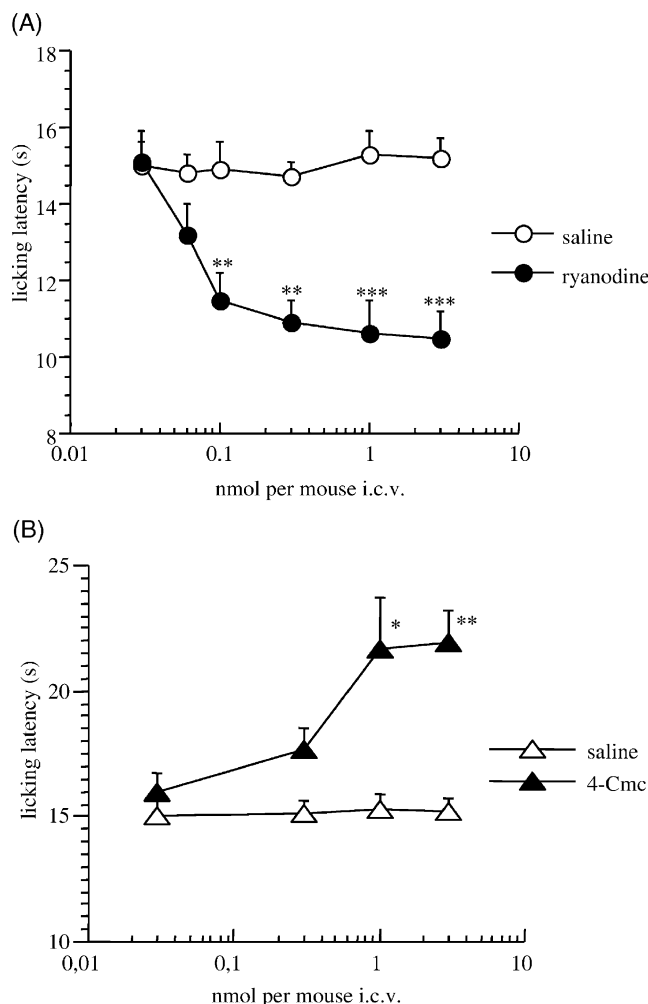 (A)
18
16
14
12
10
8
licking latency (s)
**
**
***
***
saline
ryanodine
0.01
0.1
1
10
nmol per mouse i.c.v.
(B)
25
20
15
10
licking latency (s)
*
**
saline
4-Cmc
0,01
0,1
1
10
nmol per mouse i.c.v.